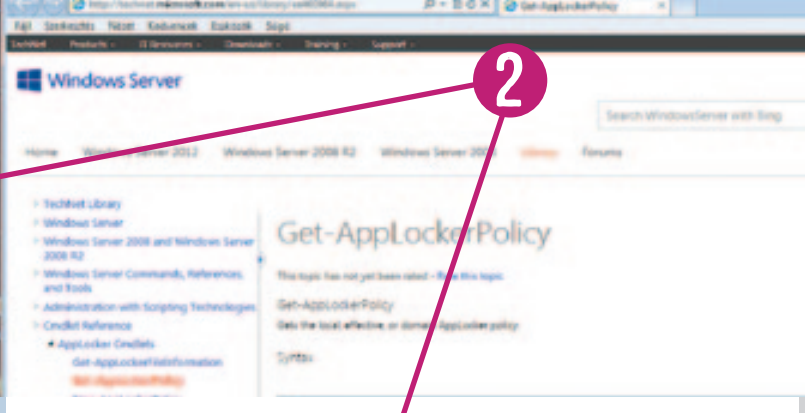 Get-AppLockerPolicy
Fájl Szerkesztés Nézet Kedvencek Eszközök Súgó
TechNet Products IT Resources Downloads Training Support
Windows Server
2
Search WindowsServer with Bing
Home Windows Server 2012 Windows Server 2008 R2 Windows Server Library Forums
TechNet Library
Windows Server
Windows Server 2008 and Windows Server
2008 R2
Windows Server Commands, References,
and Tools
Administration with Scripting Technologies
Cmdlet Reference
AppLocker Cmdlets
Get-AppLockerFileInformation
Get-AppLockerPolicy
Get-AppLockerPolicy
This topic has not yet been rated - Rate this topic
Get-AppLockerPolicy
Gets the local, effective, or domain AppLocker policy.
Syntax